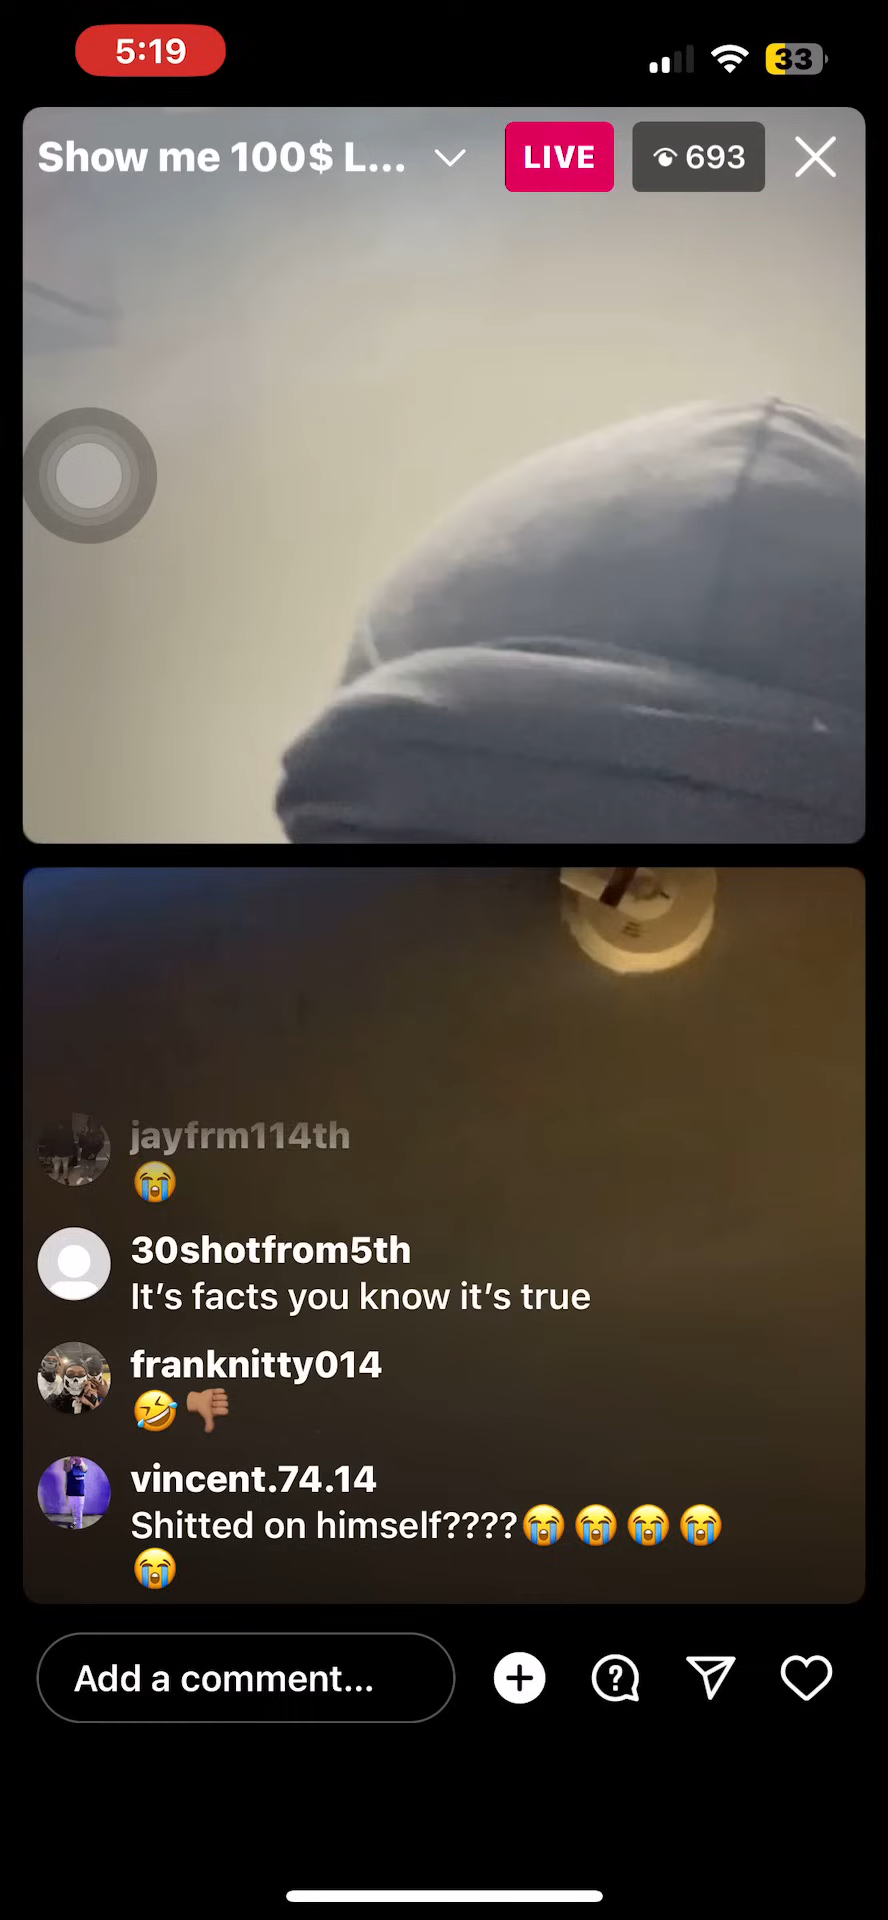 5:19
33
Show me 100$ L...
LIVE
693
jayfrm114th
😭
30shotfrom5th
It's facts you know it's true
franknitty014
🤣👎🏽
vincent.74.14
Shitted on himself????😭😭😭😭
😭
Add a comment...